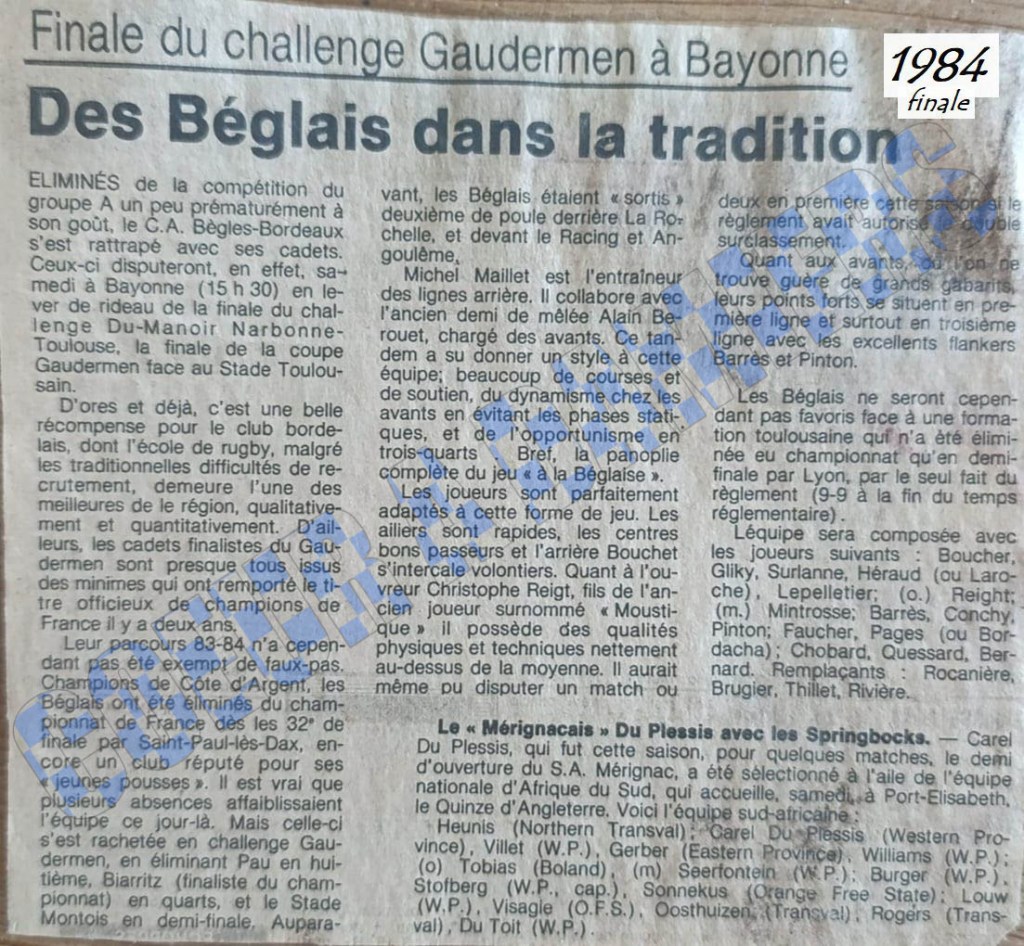 Finale du challenge Gaudermen à Bayonne
1984
finale
Des Béglais dans la tradition
ELIMINÉS de la compétition du
groupe A un peu prématurément à
son goût, le C.A. Bègles-Bordeaux
s'est rattrapé avec ses cadets.
Ceux-ci disputeront, en effet, sa-
medi à Bayonne (15 h 30) en le-
ver de rideau de la finale du chal-
lenge Du-Manoir Narbonne-
Toulouse, la finale de la coupe
Gaudermen face au Stade Toulou-
sain.
D'ores et déjà, c'est une belle
récompense pour le club borde-
lais, dont l'école de rugby, malgré
les traditionnelles difficultés de re-
crutement, demeure l'une des
meilleures de la région, qualitative-
ment et quantitativement. D'ail-
leurs, les cadets finalistes du Gau-
dermen sont presque tous issus
des minimes qui ont remporté le ti-
tre officieux de champions de
France il y a deux ans.
Leur parcours 83-84 n'a cepen-
dant pas été exempt de faux-pas.
Champions de Côte d'Argent, les
Béglais ont été éliminés du cham-
pionnat de France dès les 32e de
finale par Saint-Paul-lès-Dax, en-
core un club réputé pour ses
« jeunes pousses ». Il est vrai que
plusieurs absences affaiblissaient
l'équipe ce jour-là. Mais celle-ci
s'est rachetée en challenge Gau-
dermen, en éliminant Pau en hui-
tième, Biarritz (finaliste du cham-
pionnat) en quarts, et le Stade
Montois en demi-finale. Aupara-
vant, les Béglais étaient « sortis »
deuxième de poule derrière La Ro-
chelle, et devant le Racing et An-
goulême.
Michel Maillet est l'entraîneur
des lignes arrière. Il collabore avec
l'ancien demi de mêlée Alain Be-
rouet, chargé des avants. Ce tan-
dem a su donner un style à cette
équipe; beaucoup de courses et
de soutien, du dynamisme chez les
avants en évitant les phases stati-
ques, et de l'opportunisme en
trois-quarts. Bref, la panoplie
complète du jeu « à la Béglaise ».
Les joueurs sont parfaitement
adaptés à cette forme de jeu. Les
ailiers sont rapides, les centres
bons passeurs et l'arrière Bouchet
s'intercale volontiers. Quant à l'ou-
vreur Christophe Reigt, fils de l'an-
cien joueur surnommé « Mousti-
que » il possède des qualités
physiques et techniques nettement
au-dessus de la moyenne. Il aurait
même pu disputer un match ou
deux en première cette saison si le
règlement avait autorisé le double
surclassement.
Quant aux avants, où l'on ne
trouve guère de grands gabarits,
leurs points forts se situent en pre-
mière ligne et surtout en troisième
ligne avec les excellents flankers
Barrès et Pinton.
Les Béglais ne seront cepen-
dant pas favoris face à une forma-
tion toulousaine qui n'a été élimi-
née eu championnat qu'en demi-
finale par Lyon, par le seul fait du
règlement (9-9 à la fin du temps
réglementaire).
Léquipe sera composée avec
les joueurs suivants : Boucher,
Gliky, Surlanne, Héraud (ou Laro-
che), Lepelletier; (o.) Reight;
(m.) Mintrosse; Barrès, Conchy,
Pinton; Faucher, Pages (ou Bor-
dacha); Chobard, Quessard, Ber-
nard. Remplaçants : Rocanière,
Brugier, Thillet, Rivière.
Le « Mérignacais » Du Plessis avec les Springbocks. — Carel
Du Plessis, qui fut cette saison, pour quelques matches, le demi
d'ouverture du S.A. Mérignac, a été sélectionné à l'aile de l'équipe
nationale d'Afrique du Sud, qui accueille, samedi, à Port-Elisabeth,
le Quinze d'Angleterre. Voici l'équipe sud-africaine :
Heunis (Northern Transval); Carel Du Plessis (Western Pro-
vince), Villet (W.P.), Gerber (Eastern Province), Williams (W.P.);
(o) Tobias (Boland), (m) Seerfontein (W.P.); Burger (W.P.),
Stofberg (W.P., cap.), Sonnekus (Orange Free State); Louw
(W.P.), Visagle (O.F.S.), Oosthuizen (Transval), Rogers (Trans-
val), Du Toit (W.P.).